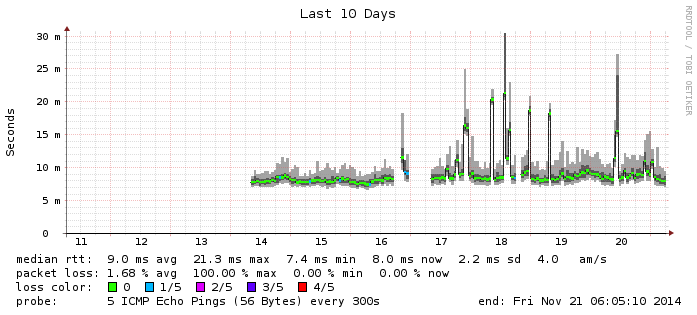 Last 10 Days
RRDTOOL / TOBI OETIKER
Seconds
30 m
25 m
20 m
15 m
10 m
5 m
0
11 12 13 14 15 16 17 18 19 20
median rtt: 9.0 ms avg 21.3 ms max 7.4 ms min 8.0 ms now 2.2 ms sd 4.0 am/s
packet loss: 1.68 % avg 100.00 % max 0.00 % min 0.00 % now
loss color: 0 1/5 2/5 3/5 4/5
probe: 5 ICMP Echo Pings (56 Bytes) every 300s end: Fri Nov 21 06:05:10 2014